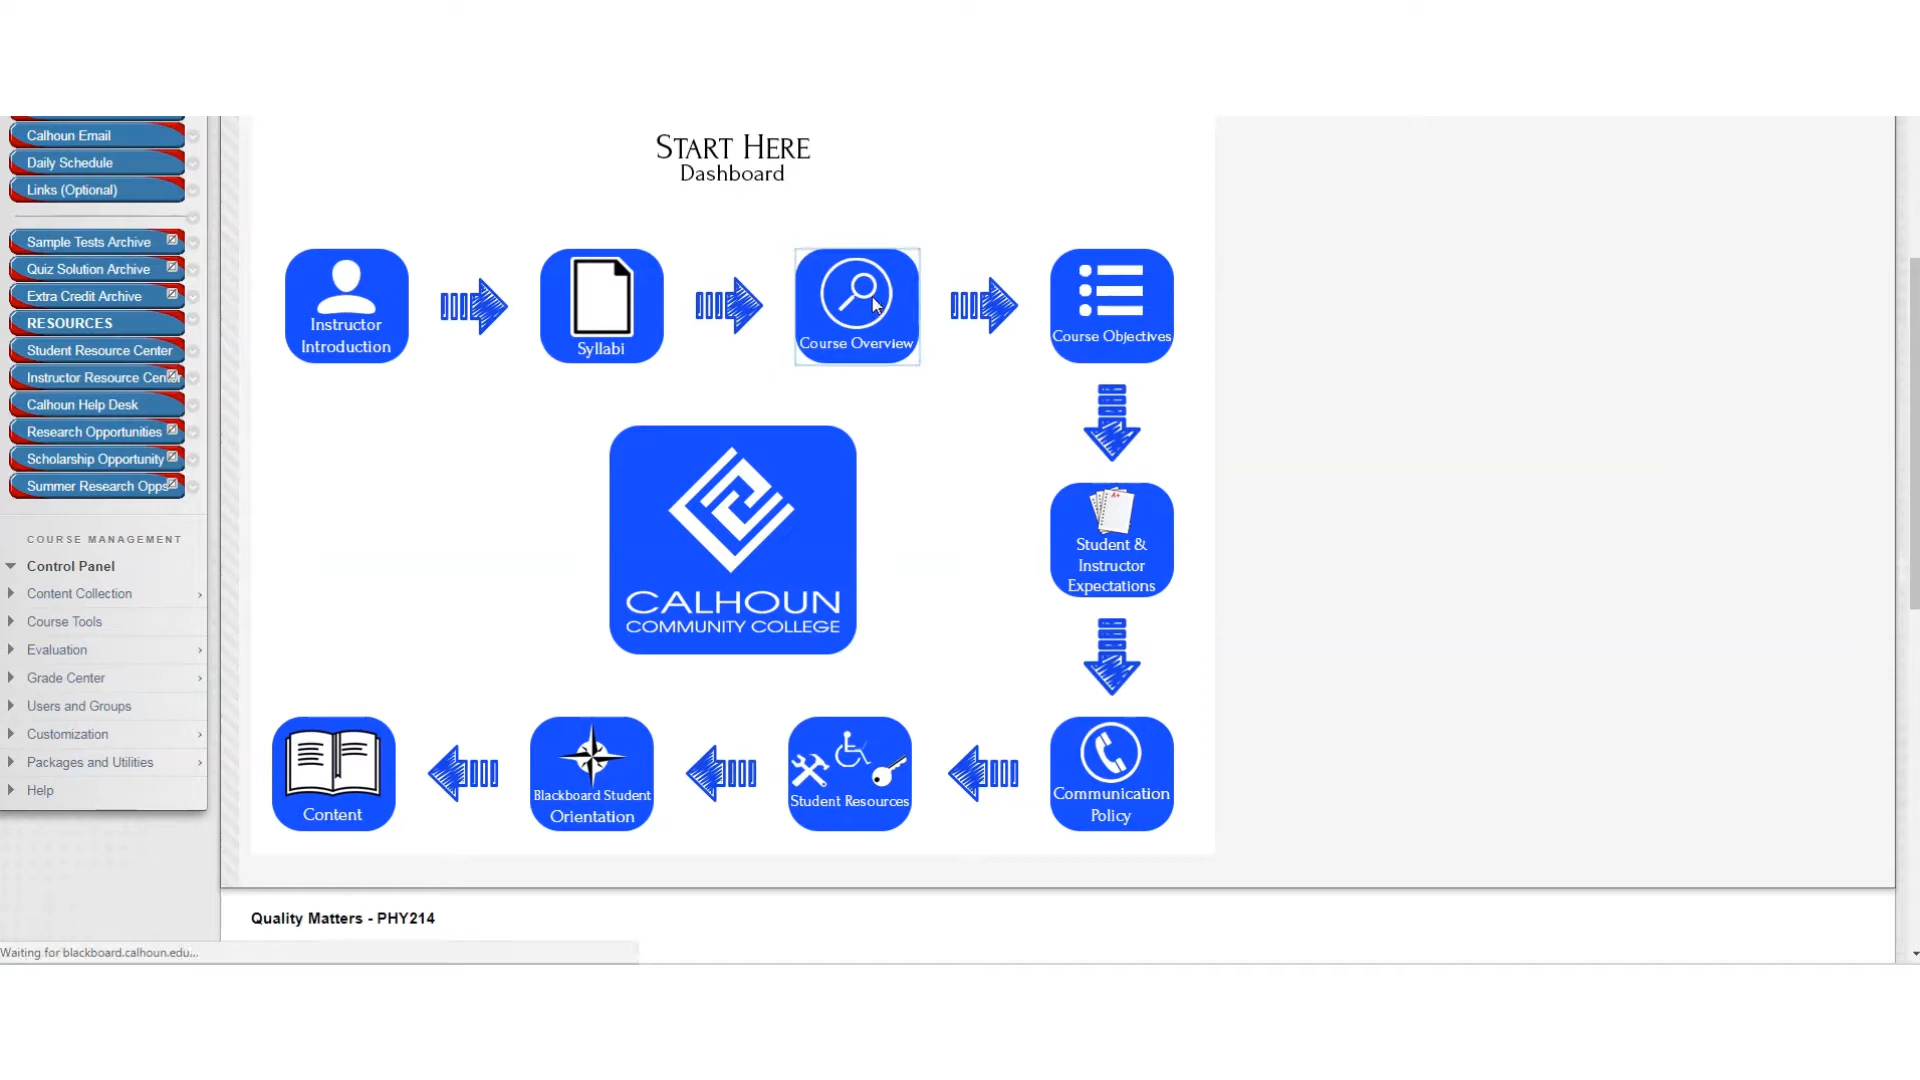 Calhoun Email
Daily Schedule
Links (Optional)
Sample Tests Archive
Quiz Solution Archive
Extra Credit Archive
RESOURCES
Student Resource Center
Instructor Resource Center
Calhoun Help Desk
Research Opportunities
Scholarship Opportunity
Summer Research Opps
COURSE MANAGEMENT
Control Panel
Content Collection
Course Tools
Evaluation
Grade Center
Users and Groups
Customization
Packages and Utilities
Help
START HERE
Dashboard
Instructor
Introduction
Syllabi
Course Overview
Course Objectives
A+
Student &
Instructor
Expectations
CALHOUN
COMMUNITY COLLEGE
Content
Blackboard Student
Orientation
Student Resources
Communication
Policy
Quality Matters - PHY214
Waiting for blackboard.calhoun.edu...